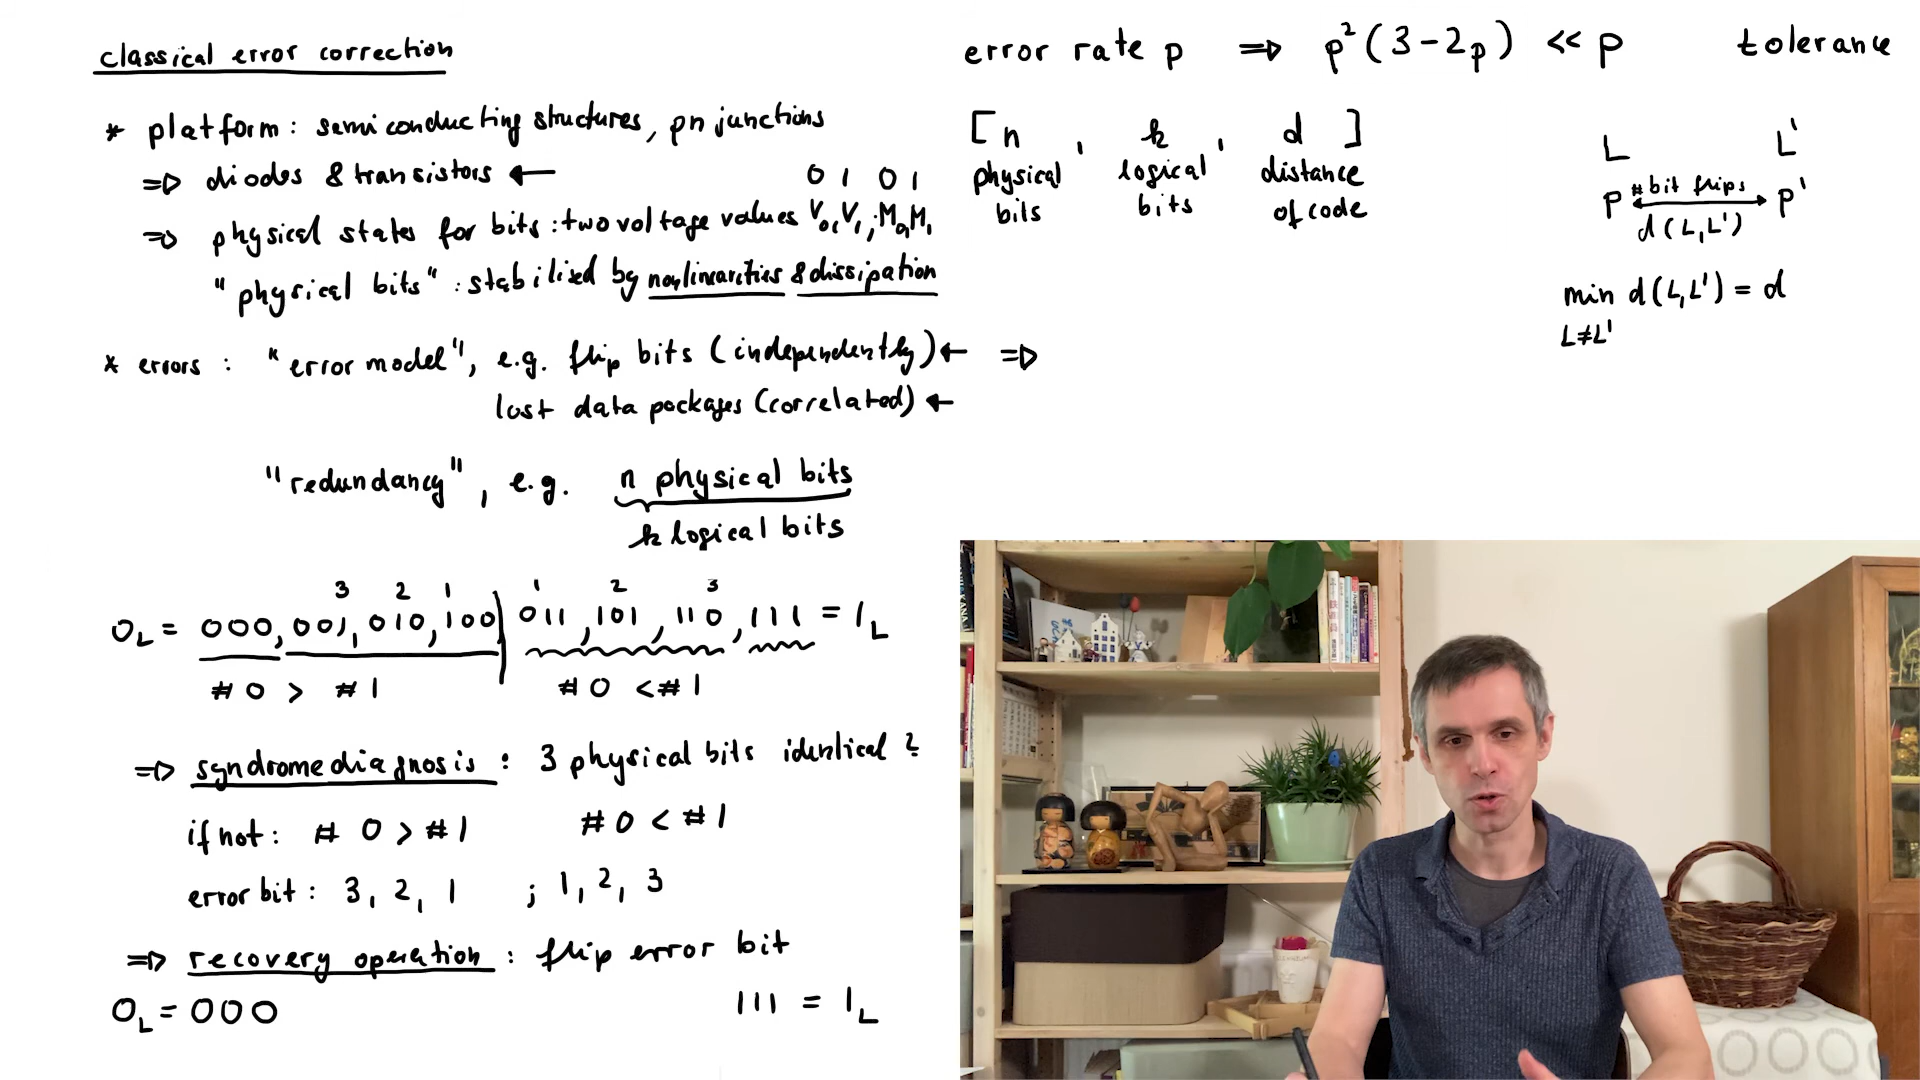 classical error correction
* platform: semiconducting structures, pn junctions
⇒ diodes & transistors ←
0 1 0 1
⇒ physical states for bits: two voltage values V₀, V₁; M₀, M₁
"physical bits": stabilised by nonlinearities & dissipation
* errors: "error model", e.g. flip bits (independently) ← ⇒
lost data packages (correlated) ←
"redundancy", e.g. n physical bits
k logical bits
3 2 1 1 2 3
0_L = 000, 001, 010, 100 | 011, 101, 110, 111 = 1_L
#0 > #1 #0 < #1
⇒ syndrome diagnosis: 3 physical bits identical?
if not: #0 > #1 #0 < #1
error bit: 3, 2, 1 ; 1, 2, 3
⇒ recovery operation: flip error bit
0_L = 000 111 = 1_L
error rate p ⇒ p²(3-2p) << p tolerance
[n, k, d]
physical logical distance
bits bits of code
L L'
P #bit flips P'
d(L,L')
min d(L,L') = d
L≠L'